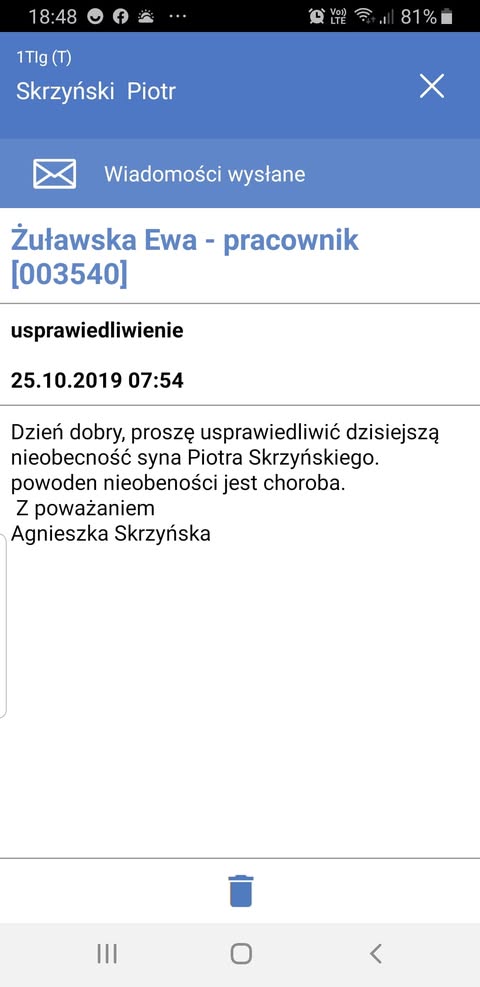 18:48 Vo)) LTE 81%
1TIg (T)
Skrzyński Piotr
Wiadomości wysłane
Żuławska Ewa - pracownik
[003540]
usprawiedliwienie
25.10.2019 07:54
Dzień dobry, proszę usprawiedliwić dzisiejszą
nieobecność syna Piotra Skrzyńskiego.
powoden nieobeności jest choroba.
Z poważaniem
Agnieszka Skrzyńska